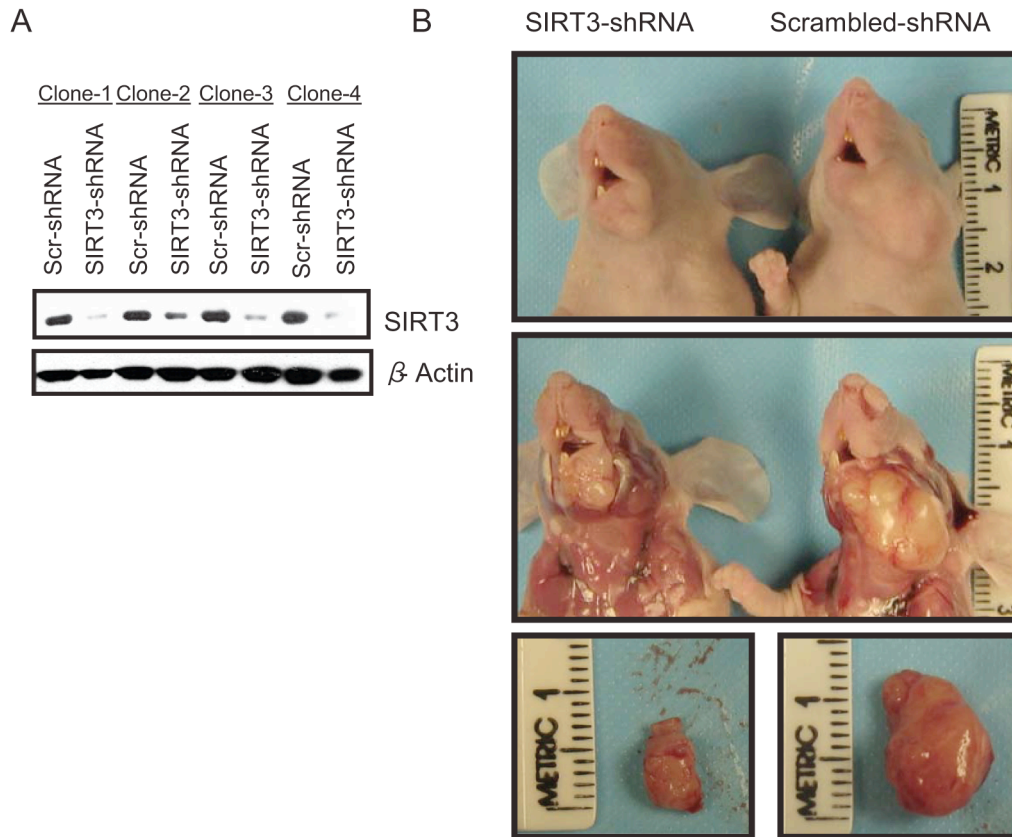 A
Clone-1 Clone-2 Clone-3 Clone-4
Scr-shRNA
SIRT3-shRNA
Scr-shRNA
SIRT3-shRNA
Scr-shRNA
SIRT3-shRNA
Scr-shRNA
SIRT3-shRNA
SIRT3
β- Actin
B
SIRT3-shRNA Scrambled-shRNA
METRIC 1
2
METRIC 1
3
METRIC 1
METRIC 1